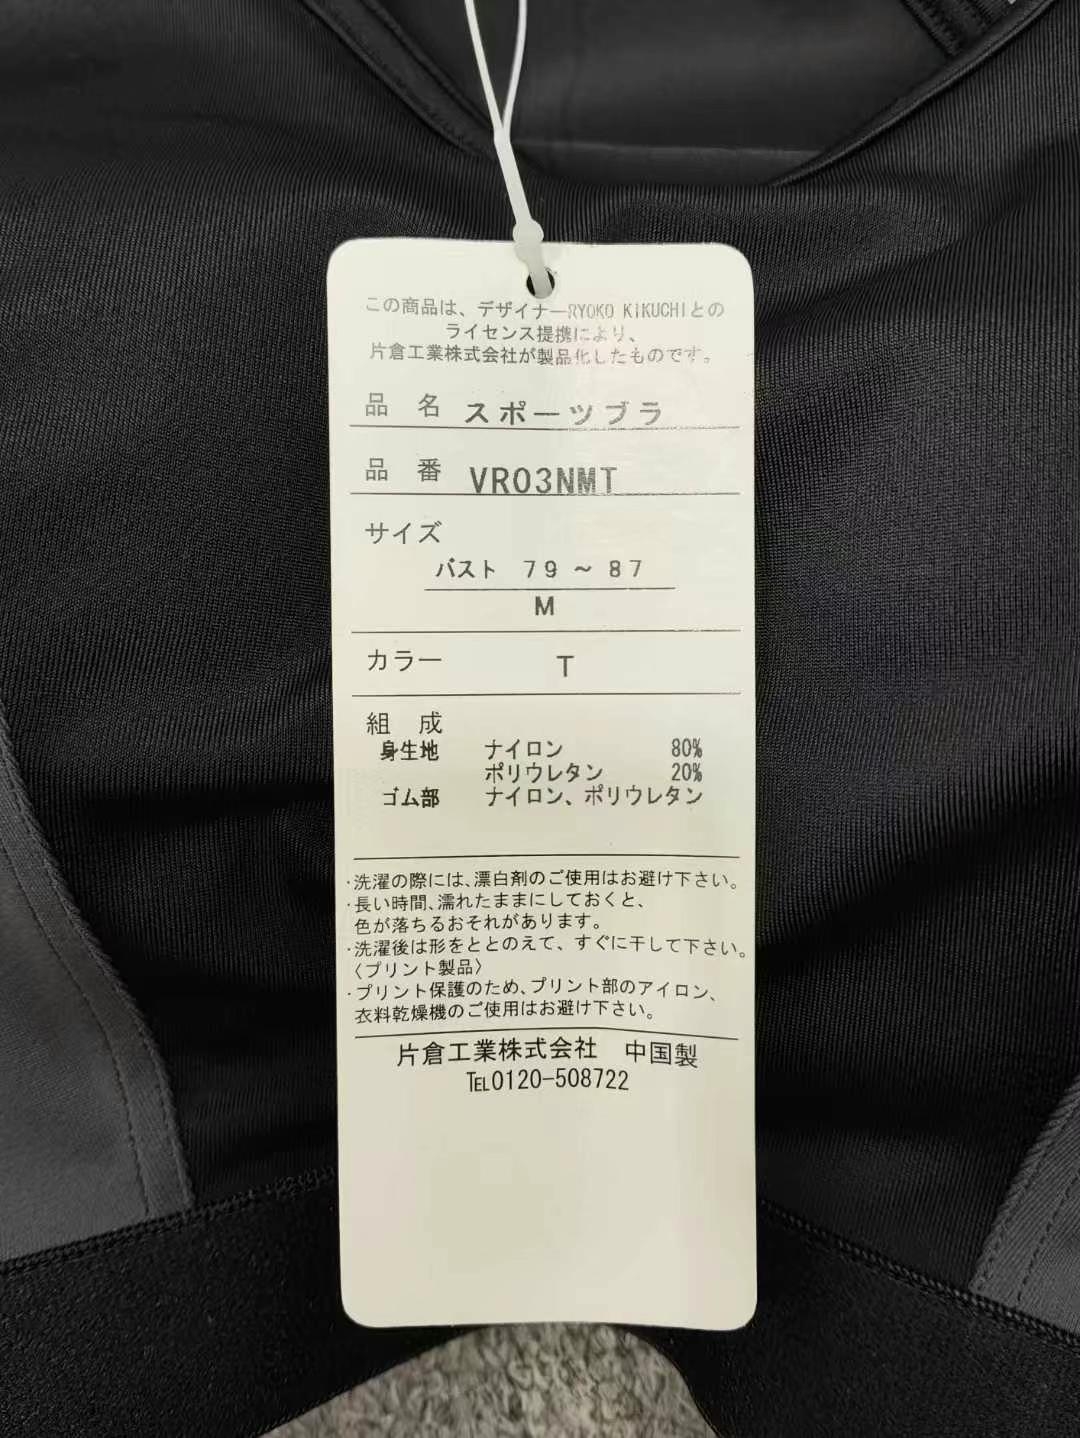 この商品は、デザイナーRYOKO KIKUCHIとの
ライセンス提携により、
片倉工業株式会社が製品化したものです。
品 名 スポーツブラ
品 番 VR03NMT
サイズ
バスト 79 ～ 87
M
カラー T
組 成
身生地 ナイロン 80%
ポリウレタン 20%
ゴム部 ナイロン、ポリウレタン
・洗濯の際には、漂白剤のご使用はお避け下さい。
・長い時間、濡れたままにしておくと、
色が落ちるおそれがあります。
・洗濯後は形をととのえて、すぐに干して下さい。
〈プリント製品〉
・プリント保護のため、プリント部のアイロン、
衣料乾燥機のご使用はお避け下さい。
片倉工業株式会社 中国製
℡0120-508722